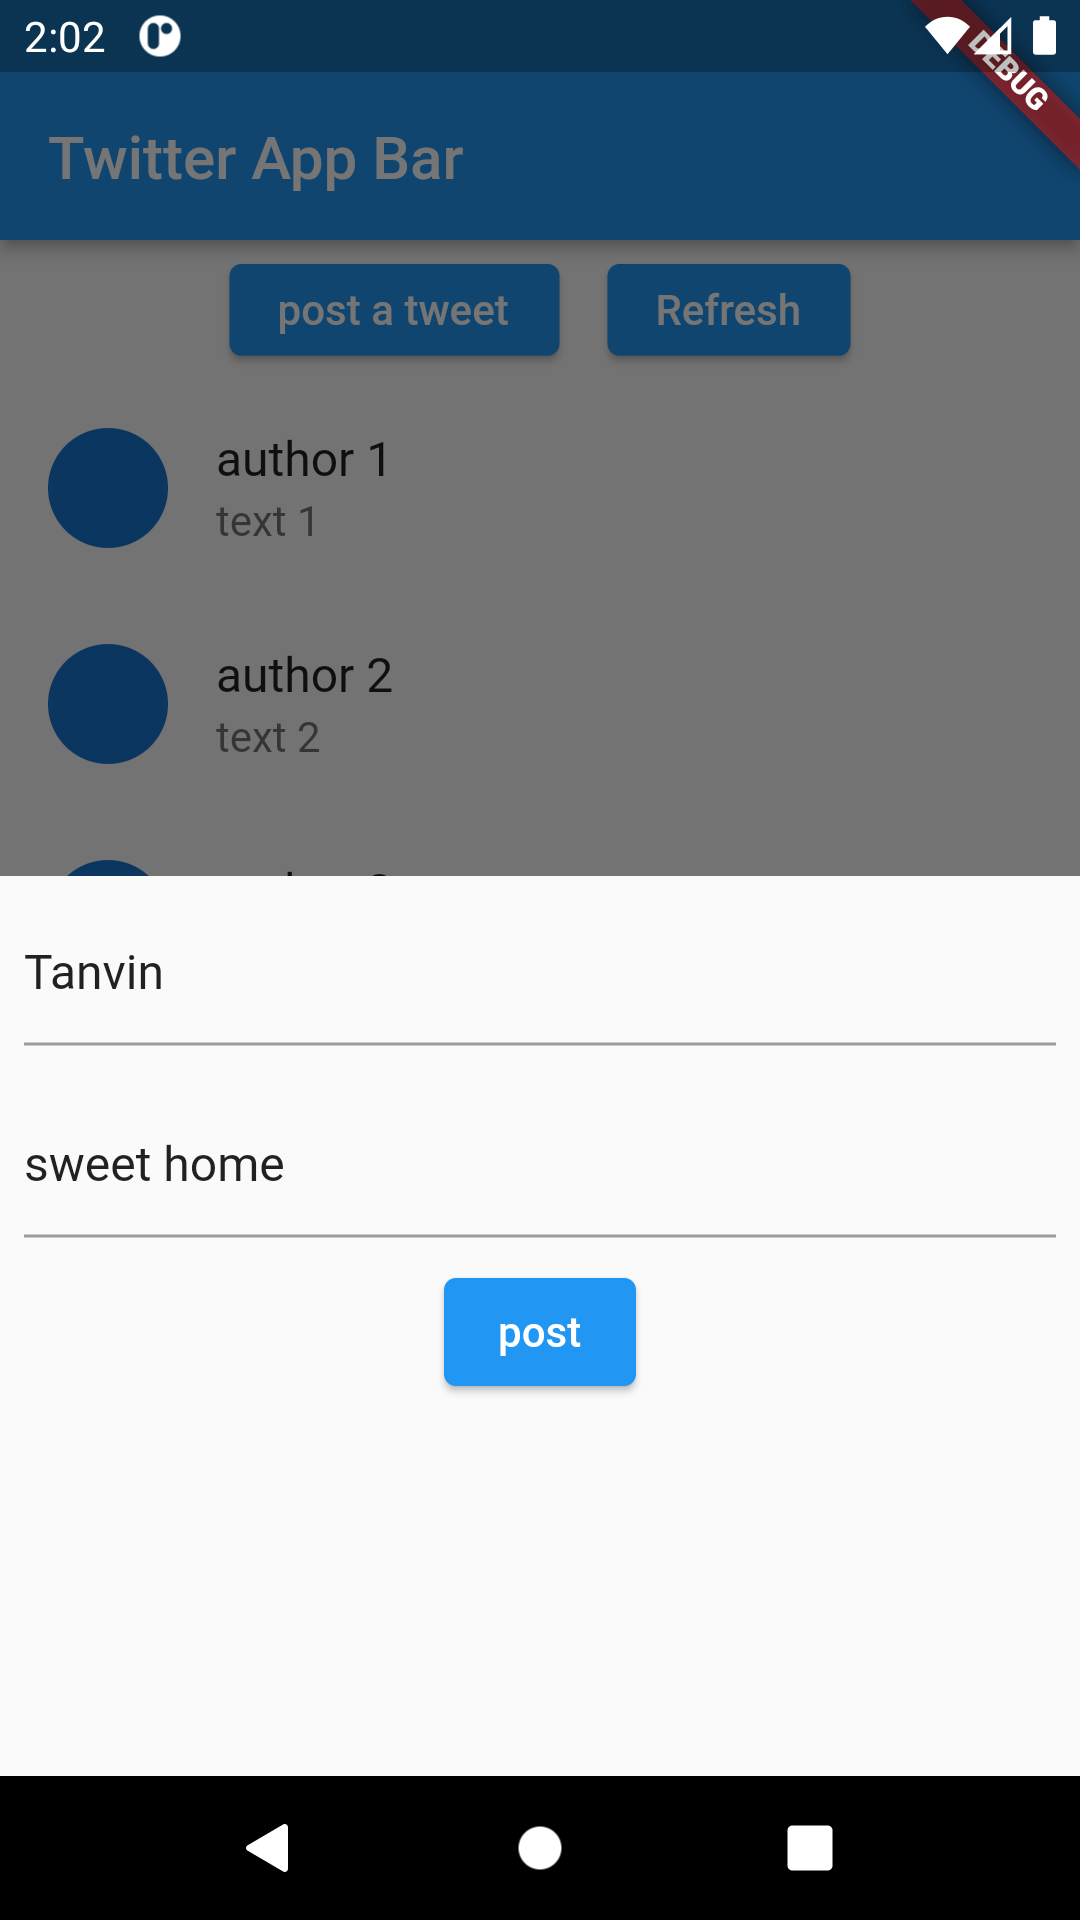 2:02
DEBUG
Twitter App Bar
post a tweet Refresh
author 1
text 1
author 2
text 2
Tanvin
sweet home
post